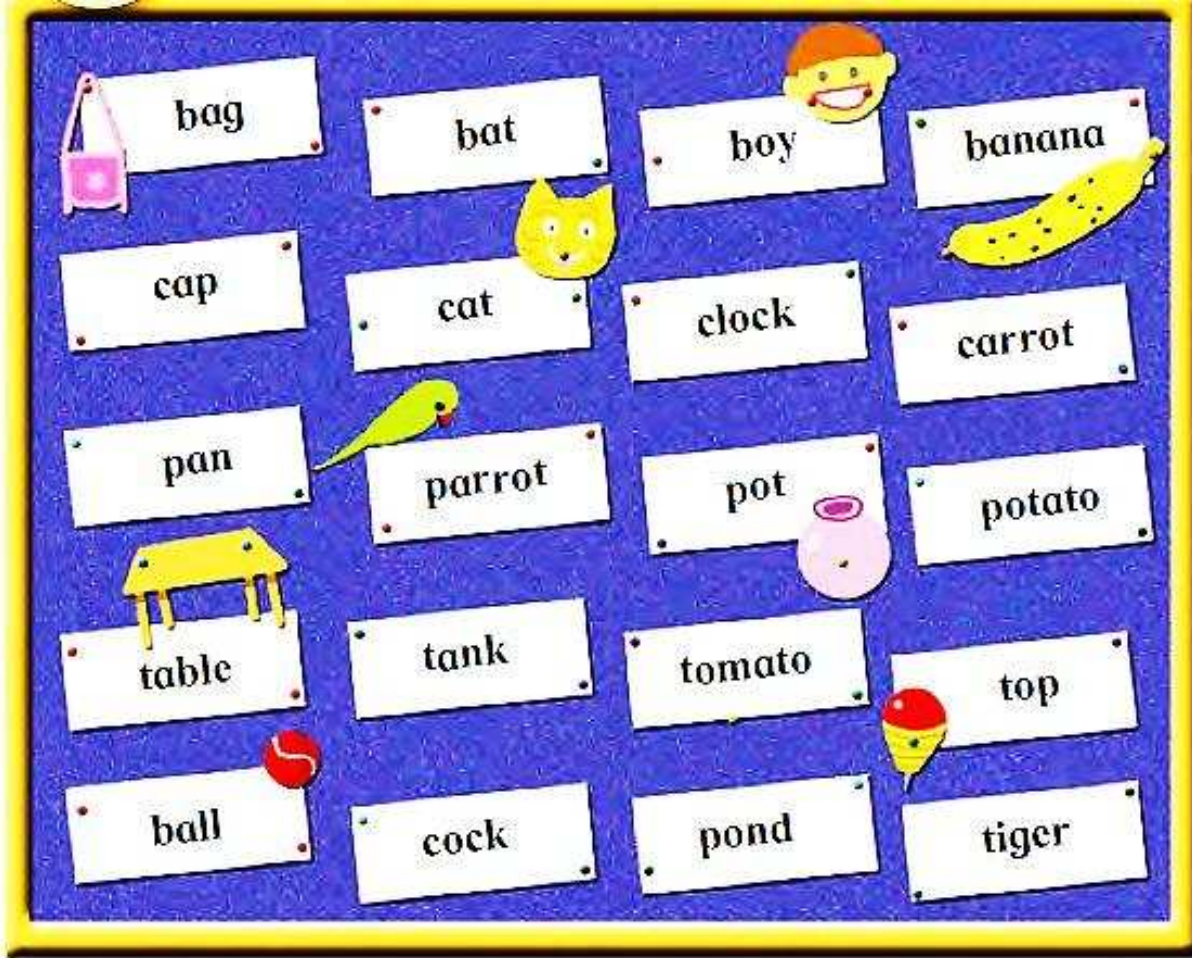 bag bat boy banana
cap cat clock carrot
pan parrot pot potato
table tank tomato top
ball cock pond tiger